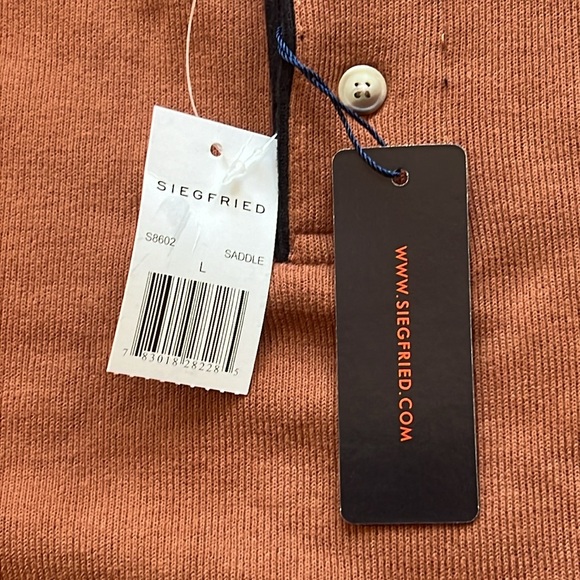 SIEGFRIED
S8602
SADDLE
L
7 83018 28228 5
WWW.SIEGFRIED.COM